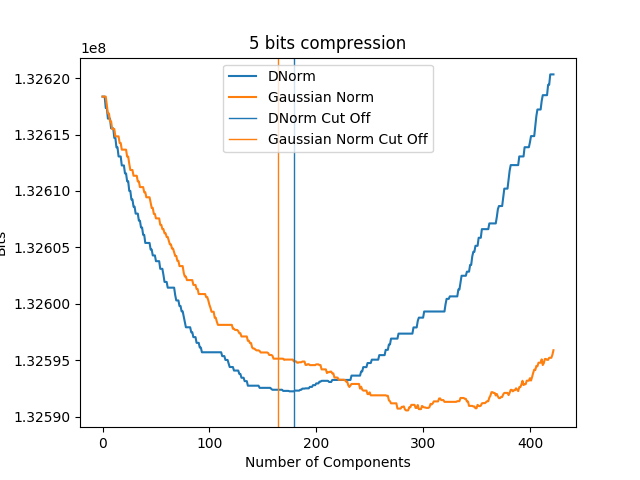 5 bits compression
1e8
DNorm
Gaussian Norm
DNorm Cut Off
Gaussian Norm Cut Off
1.32620
1.32615
1.32610
1.32605
1.32600
1.32595
1.32590
Bits
0 100 200 300 400
Number of Components